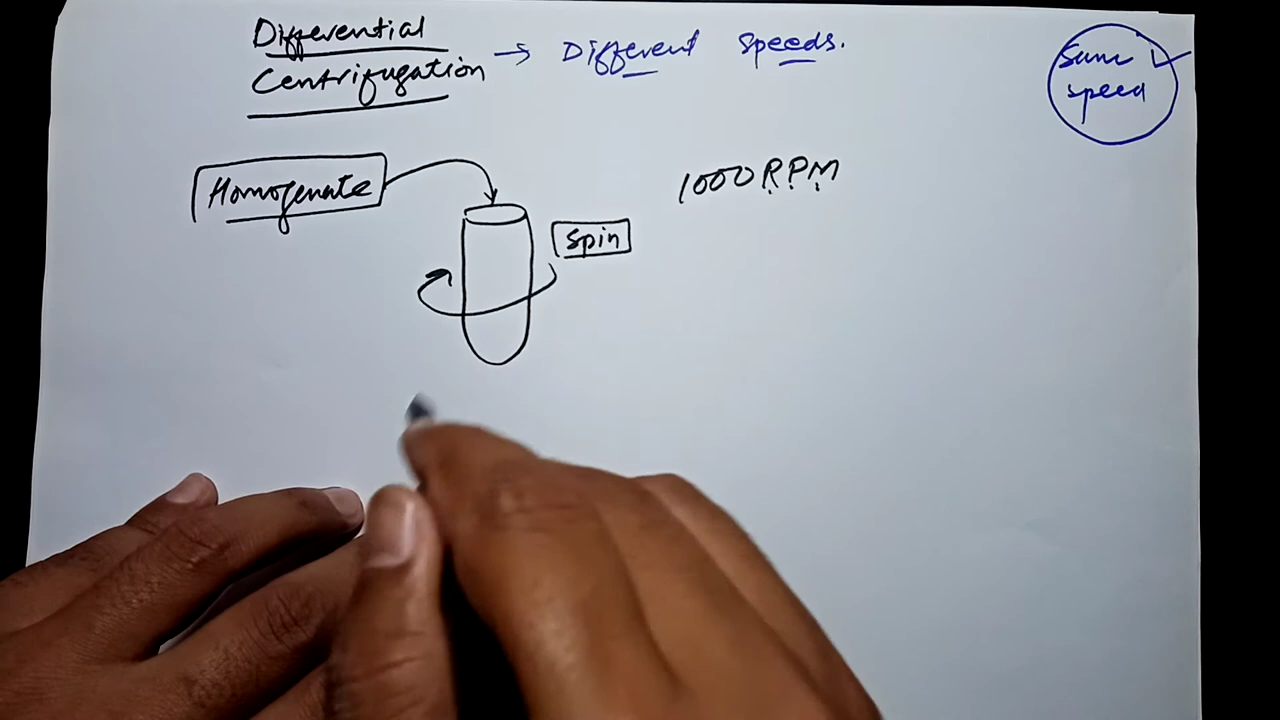 Differential
Centrifugation → Different Speeds.
Same
speed
Homogenate
1000 RPM
Spin